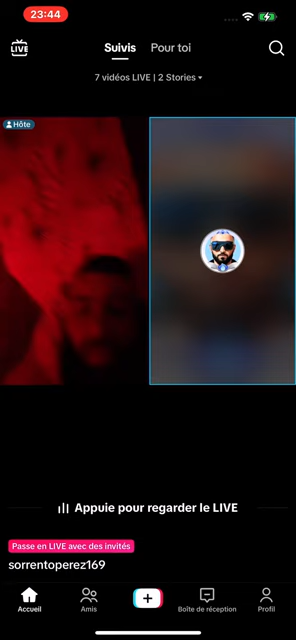 23:44
LIVE
Suivis
Pour toi
7 vidéos LIVE | 2 Stories
Hôte
Appuie pour regarder le LIVE
Passe en LIVE avec des invités
sorrentoperez169
Accueil
Amis
Boîte de réception
Profil